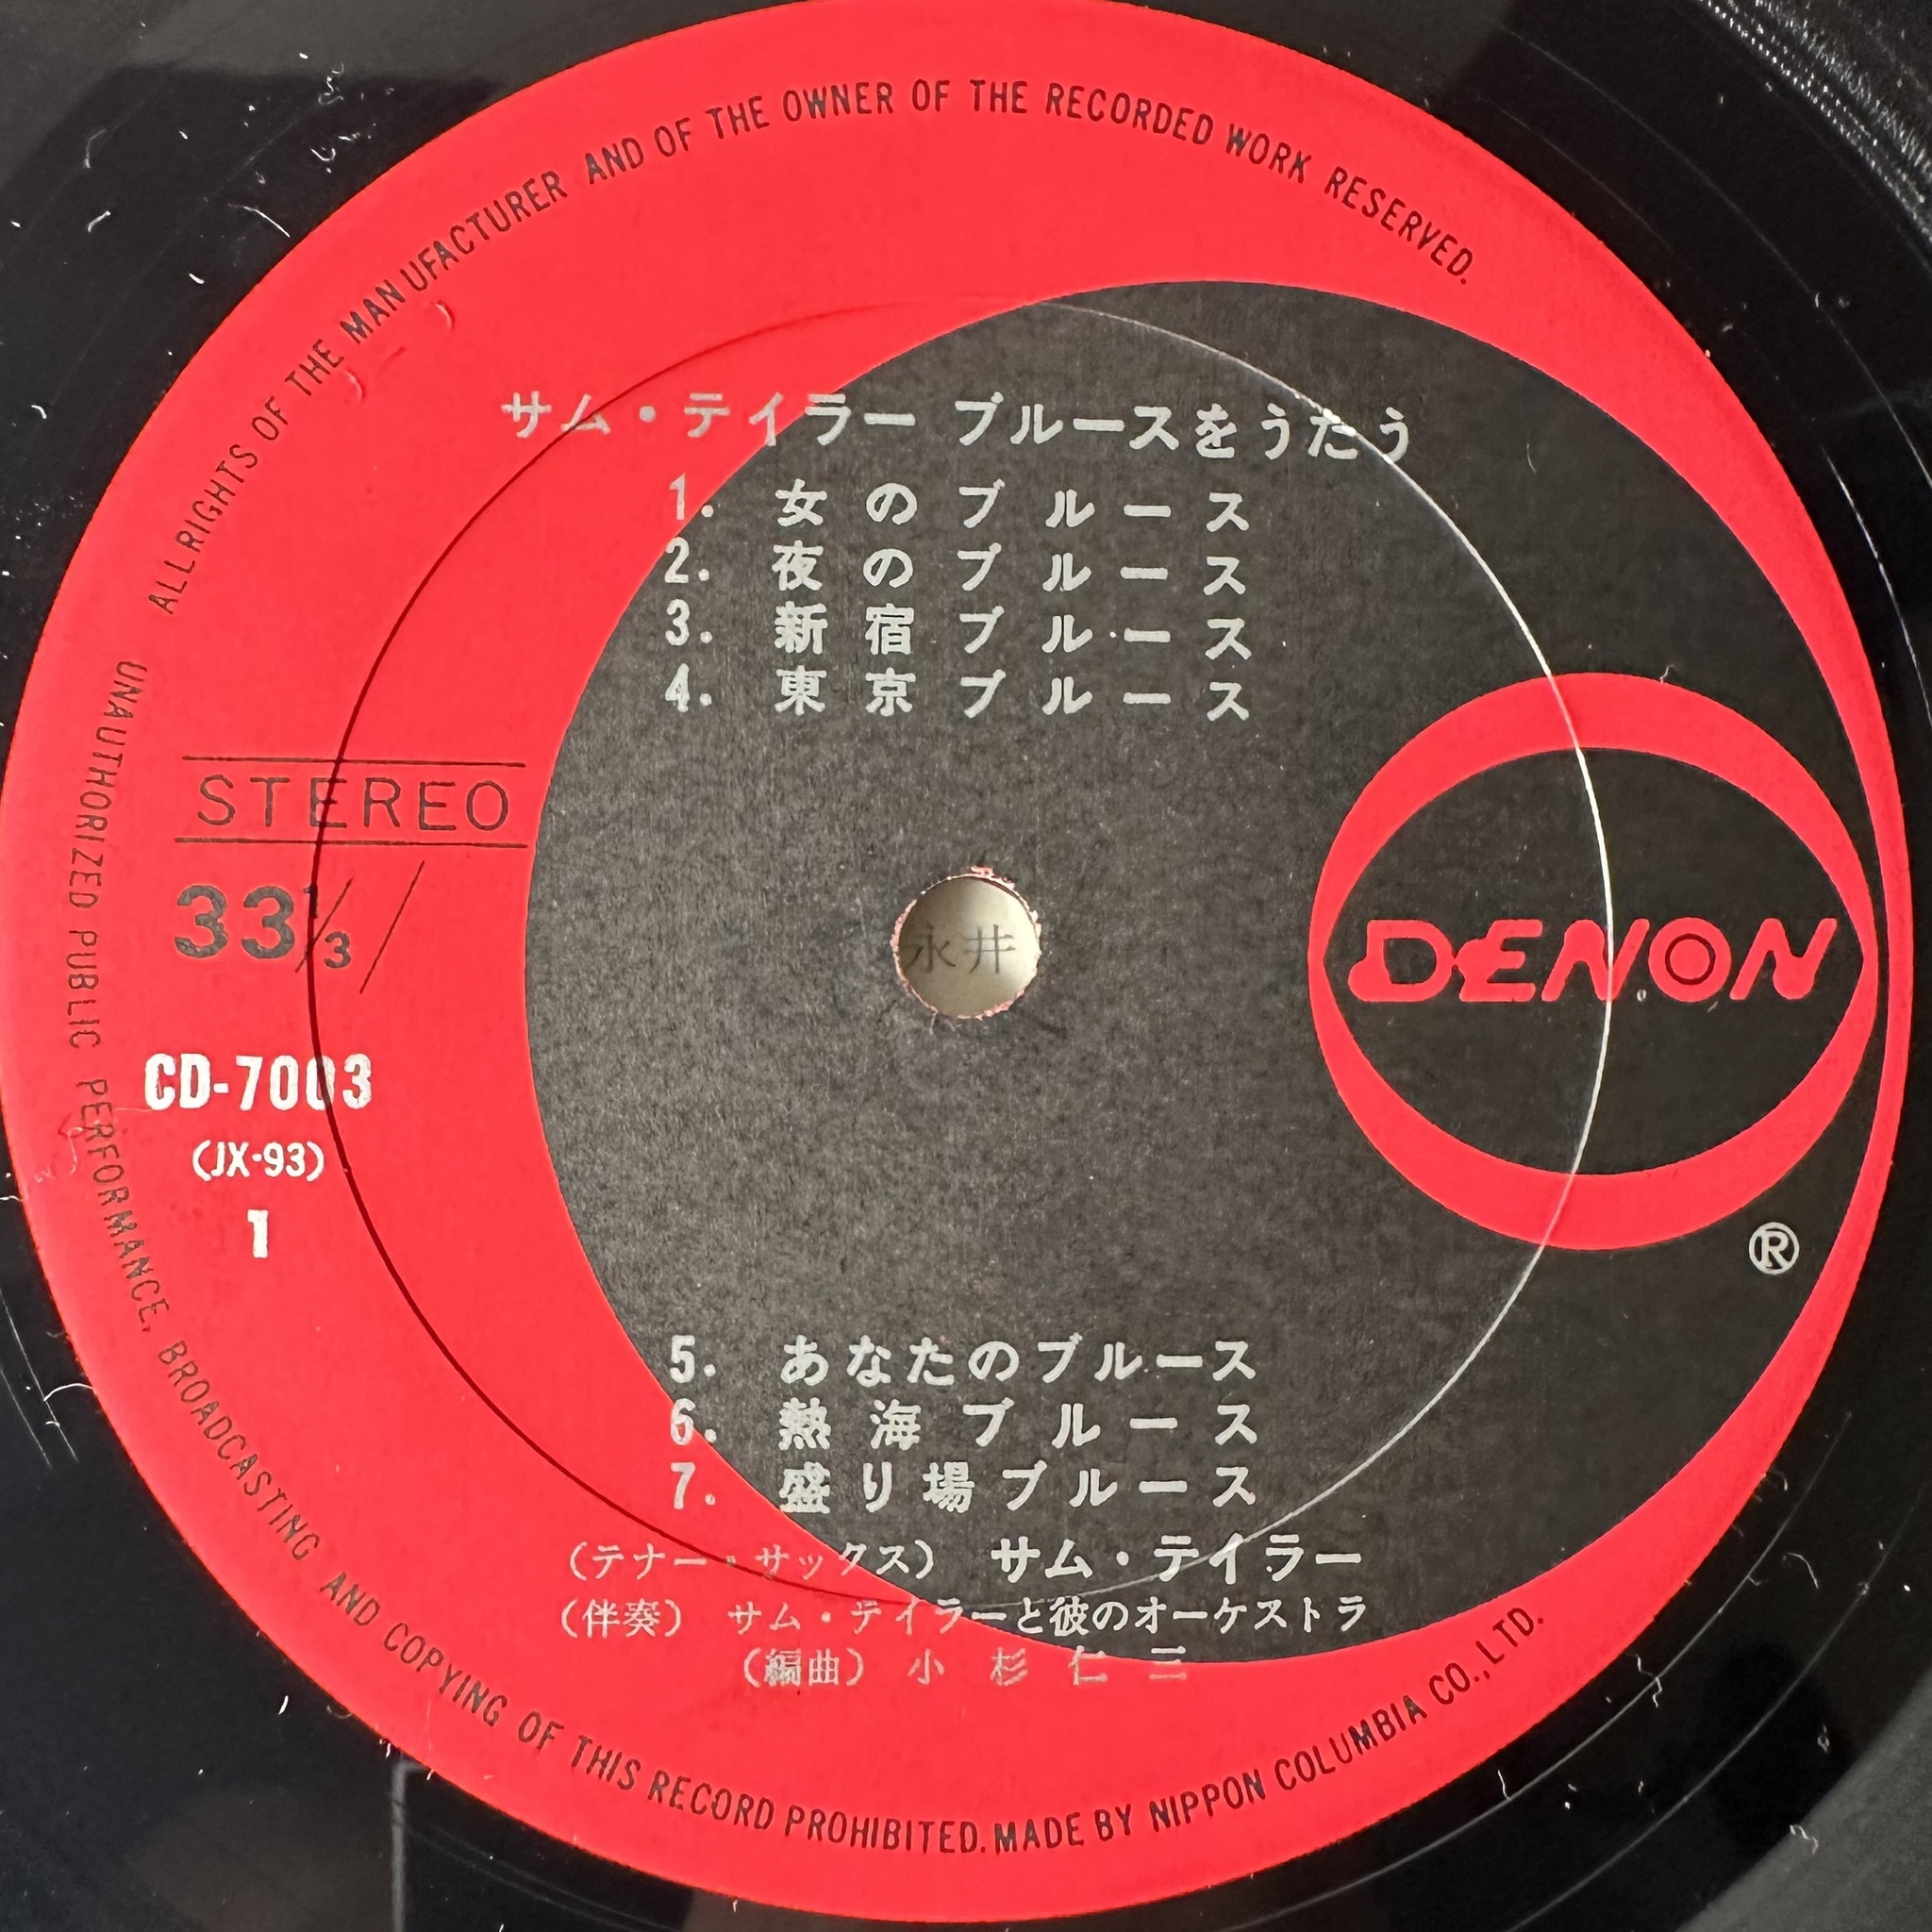 ALL RIGHTS OF THE MANUFACTURER AND OF THE OWNER OF THE RECORDED WORK RESERVED.
サム・テイラー ブルースをうたう
1. 女のブルース
2. 夜のブルース
3. 新宿ブルース
4. 東京ブルース
STEREO
33 1/3
永井
DENON
CD-7003
(JX-93)
1
®
5. あなたのブルース
6. 熱海ブルース
7. 盛り場ブルース
(テナー・サックス) サム・テイラー
(伴奏) サム・テイラーと彼のオーケストラ
(編曲) 小杉仁三
UNAUTHORIZED PUBLIC PERFORMANCE, BROADCASTING AND COPYING OF THIS RECORD PROHIBITED. MADE BY NIPPON COLUMBIA CO., LTD.